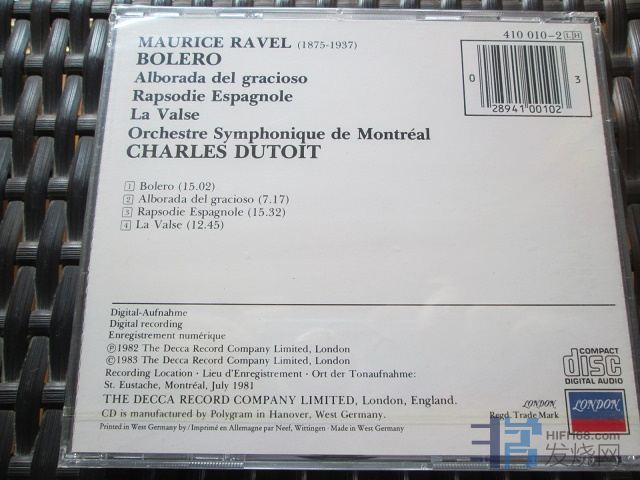 MAURICE RAVEL (1875-1937)
BOLERO
Alborada del gracioso
Rapsodie Espagnole
La Valse
Orchestre Symphonique de Montréal
CHARLES DUTOIT
410 010-2 LH
0 28941 00102 3
1 Bolero (15.02)
2 Alborada del gracioso (7.17)
3 Rapsodie Espagnole (15.32)
4 La Valse (12.45)
Digital-Aufnahme
Digital recording
Enregistrement numérique
℗1982 The Decca Record Company Limited, London
©1983 The Decca Record Company Limited, London
Recording Location · Lieu d'Enregistrement · Ort der Tonaufnahme:
St. Eustache, Montréal, July 1981
THE DECCA RECORD COMPANY LIMITED, London, England.
CD is manufactured by Polygram in Hanover, West Germany.
Printed in West Germany by / Imprimé en Allemagne par Neef, Wittingen · Made in West Germany
COMPACT
disc
DIGITAL AUDIO
LONDON
Regd. Trade Mark
LONDON
HIFI168.com
发烧网